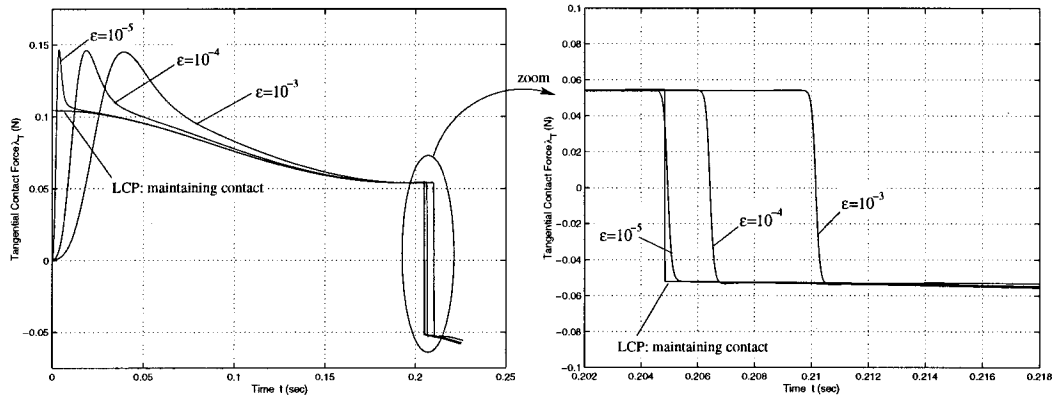 0.15
0.1
0.05
0
-0.05
0
0.05
0.1
0.15
0.2
0.25
Tangential Contact Force λ_T (N)
Time t (sec)
ε=10⁻⁵
ε=10⁻⁴
ε=10⁻³
LCP: maintaining contact
zoom
0.1
0.08
0.06
0.04
0.02
0
-0.02
-0.04
-0.06
-0.08
-0.1
0.202
0.204
0.206
0.208
0.210
0.212
0.214
0.216
0.218
Tangential Contact Force λ_T (N)
Time t (sec)
ε=10⁻⁵
ε=10⁻⁴
ε=10⁻³
LCP: maintaining contact